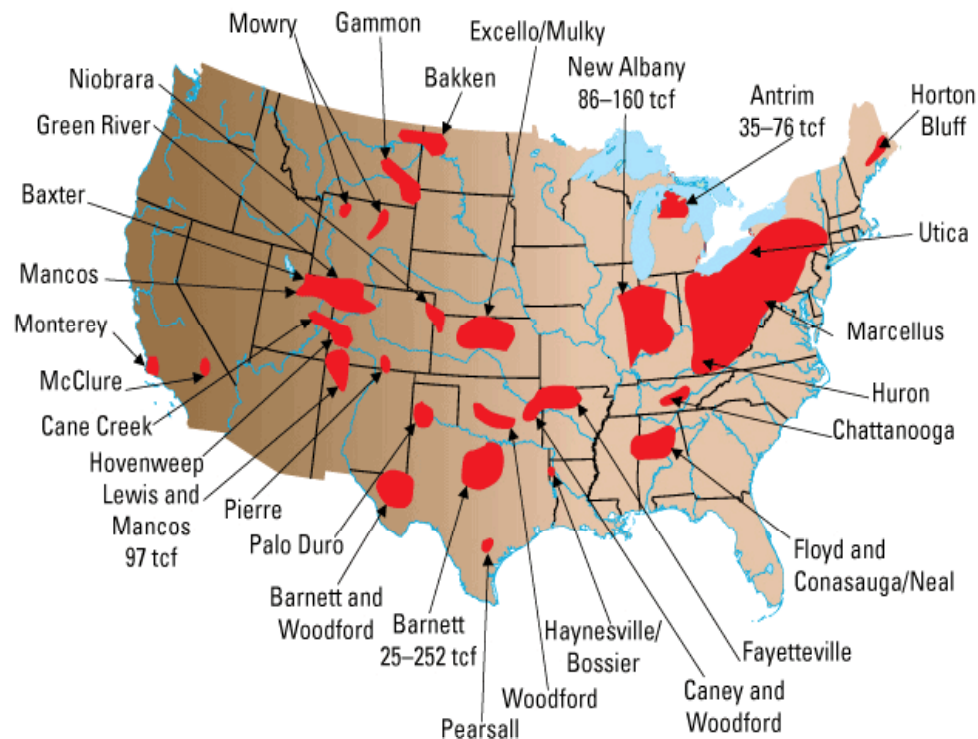 Mowry
Gammon
Excello/Mulky
Niobrara
Bakken
New Albany
86–160 tcf
Antrim
35–76 tcf
Horton
Bluff
Green River
Baxter
Utica
Mancos
Monterey
Marcellus
McClure
Huron
Cane Creek
Chattanooga
Hovenweep
Lewis and
Mancos
97 tcf
Pierre
Palo Duro
Floyd and
Conasauga/Neal
Barnett and
Woodford
Barnett
25–252 tcf
Haynesville/
Bossier
Fayetteville
Woodford
Caney and
Woodford
Pearsall